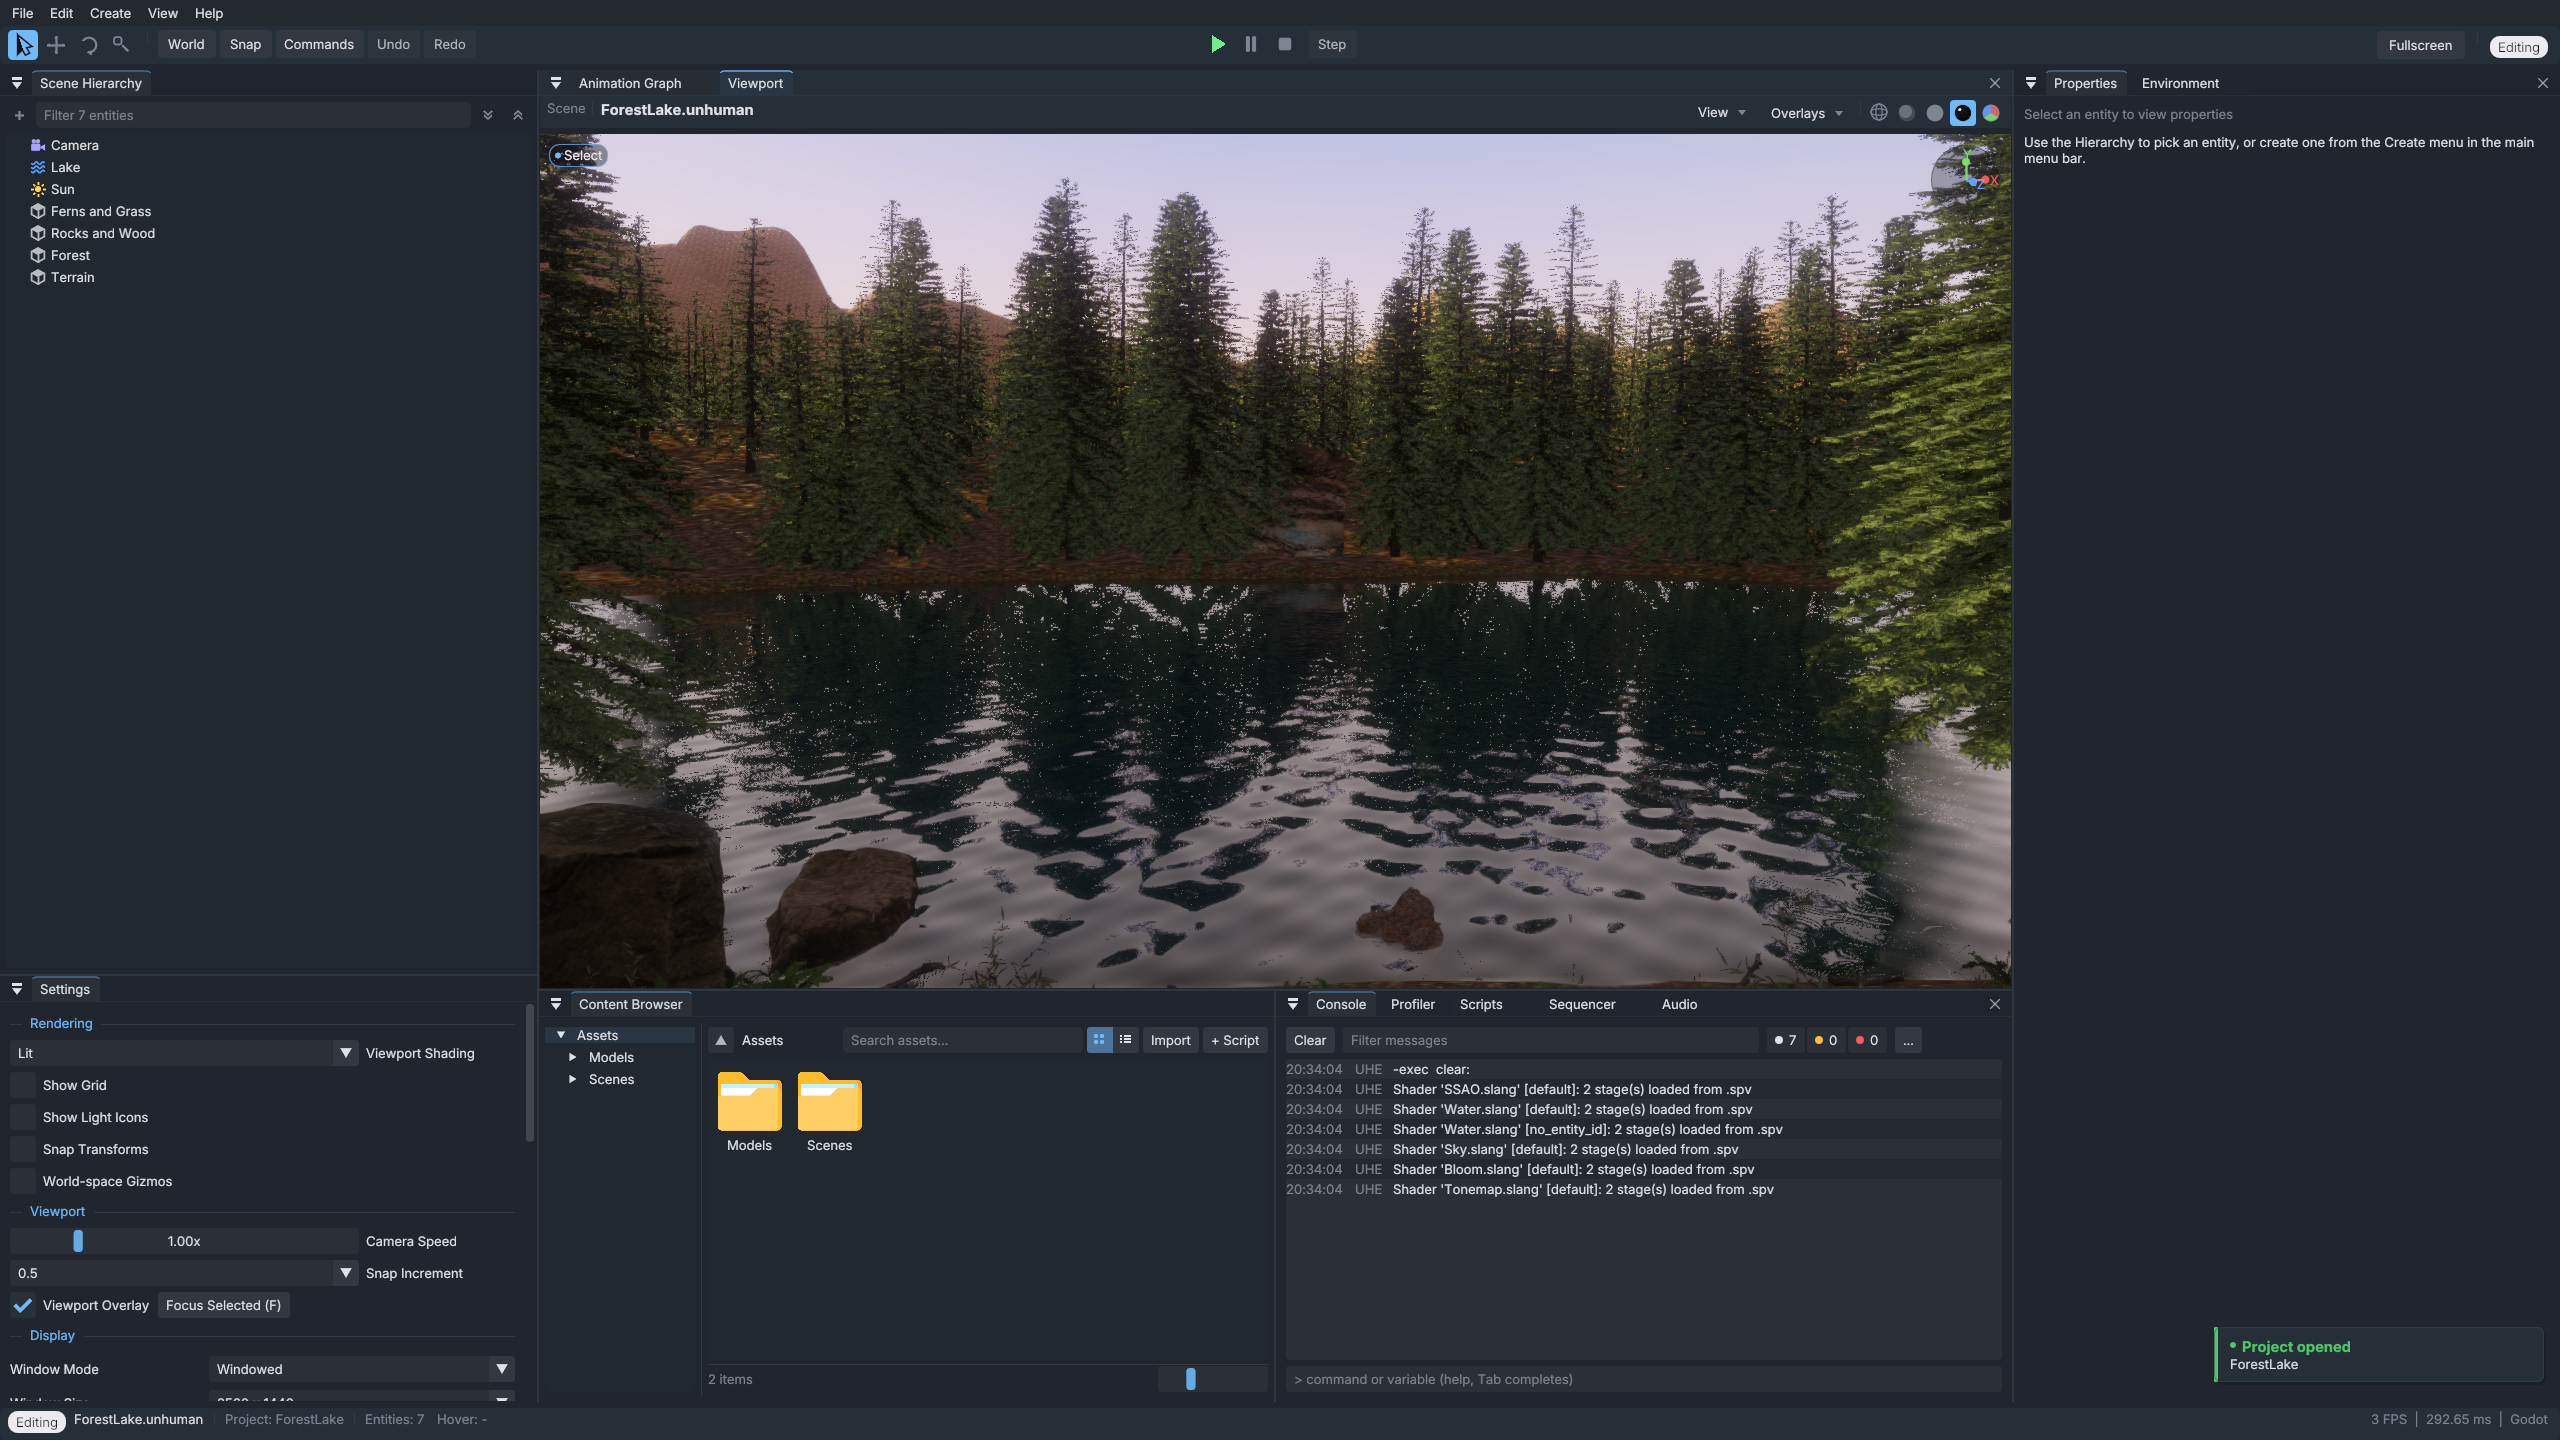 File Edit Create View Help
World Snap Commands Undo Redo Step Fullscreen Editing
Scene Hierarchy
Filter 7 entities
Camera
Lake
Sun
Ferns and Grass
Rocks and Wood
Forest
Terrain
Animation Graph Viewport
Scene ForestLake.unhuman View Overlays
Select
Y
X
Z
Properties Environment
Select an entity to view properties
Use the Hierarchy to pick an entity, or create one from the Create menu in the main
menu bar.
Settings
Rendering
Lit Viewport Shading
Show Grid
Show Light Icons
Snap Transforms
World-space Gizmos
Viewport
1.00x Camera Speed
0.5 Snap Increment
Viewport Overlay Focus Selected (F)
Display
Window Mode Windowed
Content Browser
Assets
Models
Scenes
Assets Search assets... Import + Script
Models Scenes
2 items
Console Profiler Scripts Sequencer Audio
Clear Filter messages 7 0 0 ...
20:34:04 UHE -exec clear:
20:34:04 UHE Shader 'SSAO.slang' [default]: 2 stage(s) loaded from .spv
20:34:04 UHE Shader 'Water.slang' [default]: 2 stage(s) loaded from .spv
20:34:04 UHE Shader 'Water.slang' [no_entity_id]: 2 stage(s) loaded from .spv
20:34:04 UHE Shader 'Sky.slang' [default]: 2 stage(s) loaded from .spv
20:34:04 UHE Shader 'Bloom.slang' [default]: 2 stage(s) loaded from .spv
20:34:04 UHE Shader 'Tonemap.slang' [default]: 2 stage(s) loaded from .spv
> command or variable (help, Tab completes)
Project opened
ForestLake
Editing ForestLake.unhuman Project: ForestLake Entities: 7 Hover: - 3 FPS | 292.65 ms | Godot